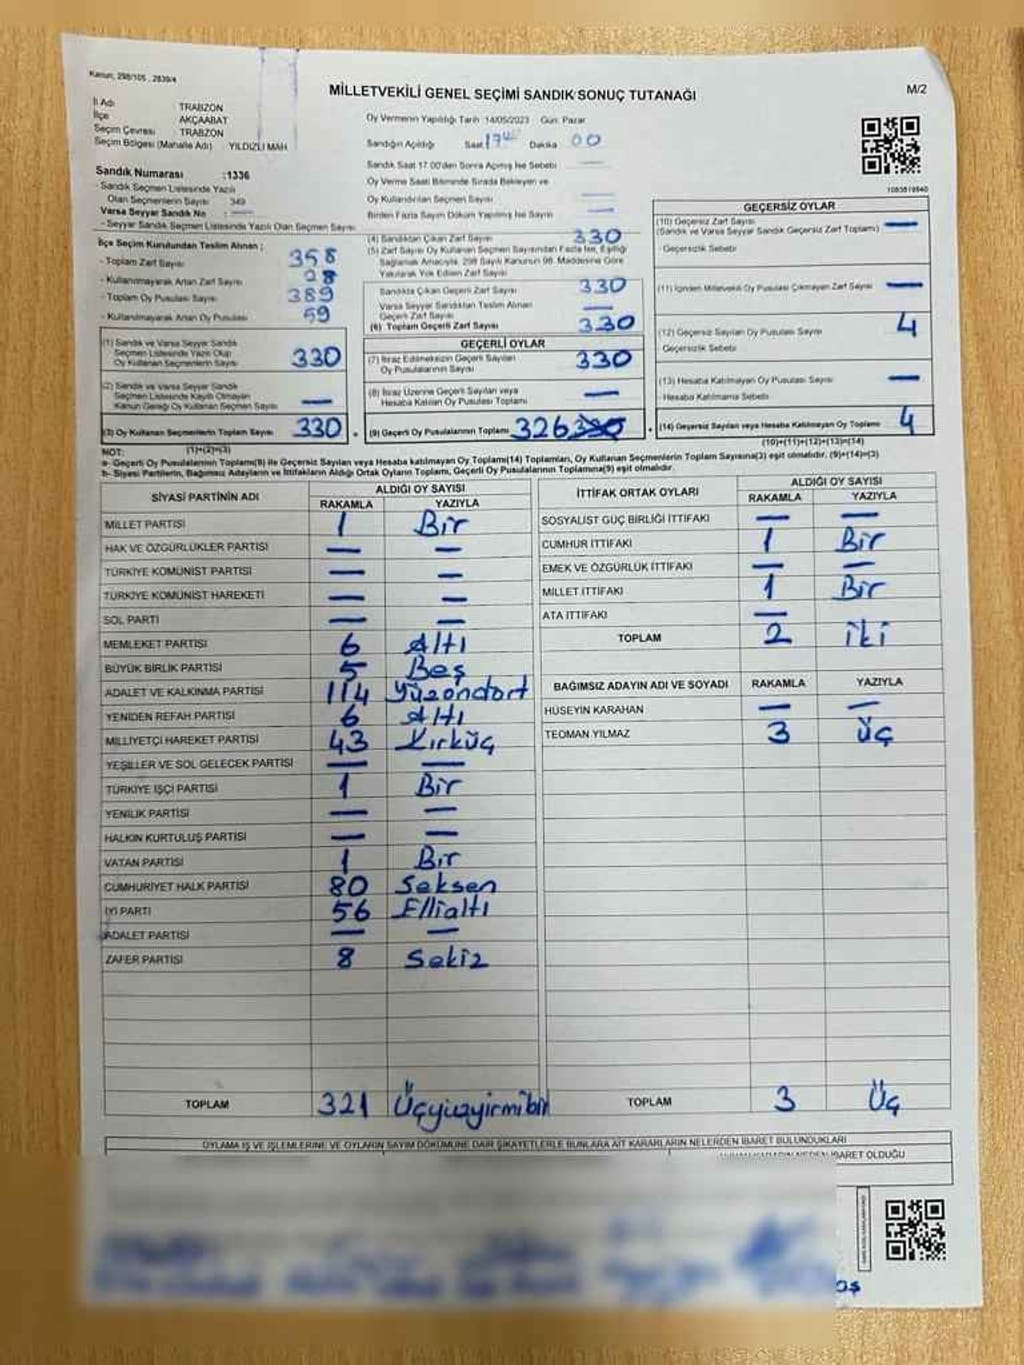 Kanun, 298/105 , 2839/4
MİLLETVEKİLİ GENEL SEÇİMİ SANDIK SONUÇ TUTANAĞI
M/2
İl Adı TRABZON
İlçe AKÇAABAT
Seçim Çevresi TRABZON
Seçim Bölgesi (Mahalle Adı) YILDIZLI MAH.
Oy Vermenin Yapıldığı Tarih :14/05/2023 Gün: Pazar
Sandığın Açıldığı Saat Dakika 00
Sandık Saat 17.00'den Sonra Açılmış İse Sebebi —
Oy Verme Saati Bitiminde Sırada Bekleyen ve
Oy Kullandırılan Seçmen Sayısı —
Birden Fazla Sayım Döküm Yapılmış İse Sayısı —
Sandık Numarası :1336
- Sandık Seçmen Listesinde Yazılı
Olan Seçmenlerin Sayısı 349
Varsa Seyyar Sandık No : —
- Seyyar Sandık Seçmen Listesinde Yazılı Olan Seçmen Sayısı
İlçe Seçim Kurulundan Teslim Alınan ;
- Toplam Zarf Sayısı 358
- Kullanılmayarak Artan Zarf Sayısı 28
- Toplam Oy Pusulası Sayısı 389
- Kullanılmayarak Artan Oy Pusulası 59
(1) Sandık ve Varsa Seyyar Sandık
Seçmen Listesinde Yazılı Olup
Oy Kullanan Seçmenlerin Sayısı 330
(2) Sandık ve Varsa Seyyar Sandık
Seçmen Listesinde Kayıtlı Olmayan
Kanun Gereği Oy Kullanan Seçmen Sayısı —
(3) Oy Kullanan Seçmenlerin Toplam Sayısı 330
(1)+(2)=(3)
(4) Sandıktan Çıkan Zarf Sayısı 330
(5) Zarf Sayısı Oy Kullanan Seçmen Sayısından Fazla İse, Eşitliği
Sağlamak Amacıyla, 298 Sayılı Kanunun 98. Maddesine Göre
Yakılarak Yok Edilen Zarf Sayısı
Sandıkta Çıkan Geçerli Zarf Sayısı 330
Varsa Seyyar Sandıktan Teslim Alınan
Geçerli Zarf Sayısı —
(6) Toplam Geçerli Zarf Sayısı 330
GEÇERLİ OYLAR
(7) İtiraz Edilmeksizin Geçerli Sayılan
Oy Pusulalarının Sayısı 330
(8) İtiraz Üzerine Geçerli Sayılan veya
Hesaba Katılan Oy Pusulası Toplamı —
(9) Geçerli Oy Pusulalarının Toplamı 326 330
1083819840
GEÇERSİZ OYLAR
(10) Geçersiz Zarf Sayısı —
(Sandık ve Varsa Seyyar Sandık Geçersiz Zarf Toplamı)
-Geçersizlik Sebebi
(11) İçinden Milletvekili Oy Pusulası Çıkmayan Zarf Sayısı —
(12) Geçersiz Sayılan Oy Pusulası Sayısı 4
Geçersizlik Sebebi
(13) Hesaba Katılmayan Oy Pusulası Sayısı —
- Hesaba Katılmama Sebebi
(14) Geçersiz Sayılan veya Hesaba Katılmayan Oy Toplamı 4
(10)+(11)+(12)+(13)=(14)
NOT:
a- Geçerli Oy Pusulalarının Toplamı(9) ile Geçersiz Sayılan veya Hesaba katılmayan Oy Toplamı(14) Toplamları, Oy Kullanan Seçmenlerin Toplam Sayısına(3) eşit olmalıdır. (9)+(14)=(3)
b- Siyasi Partilerin, Bağımsız Adayların ve İttifakların Aldığı Ortak Oyların Toplamı, Geçerli Oy Pusulalarının Toplamına(9) eşit olmalıdır.
SİYASİ PARTİNİN ADI ALDIĞI OY SAYISI
RAKAMLA YAZIYLA
MİLLET PARTİSİ 1 Bir
HAK VE ÖZGÜRLÜKLER PARTİSİ — —
TÜRKİYE KOMÜNİST PARTİSİ — —
TÜRKİYE KOMÜNİST HAREKETİ — —
SOL PARTİ — —
MEMLEKET PARTİSİ 6 Altı
BÜYÜK BİRLİK PARTİSİ 5 Beş
ADALET VE KALKINMA PARTİSİ 114 Yüzondört
YENİDEN REFAH PARTİSİ 6 Altı
MİLLİYETÇİ HAREKET PARTİSİ 43 Kırküç
YEŞİLLER VE SOL GELECEK PARTİSİ — —
TÜRKİYE İŞÇİ PARTİSİ 1 Bir
YENİLİK PARTİSİ — —
HALKIN KURTULUŞ PARTİSİ — —
VATAN PARTİSİ 1 Bir
CUMHURİYET HALK PARTİSİ 80 Seksen
İYİ PARTİ 56 Ellialtı
ADALET PARTİSİ — —
ZAFER PARTİSİ 8 Sekiz
TOPLAM 321 Üçyüzyirmibir
İTTİFAK ORTAK OYLARI ALDIĞI OY SAYISI
RAKAMLA YAZIYLA
SOSYALİST GÜÇ BİRLİĞİ İTTİFAKI — —
CUMHUR İTTİFAKI 1 Bir
EMEK VE ÖZGÜRLÜK İTTİFAKI — —
MİLLET İTTİFAKI 1 Bir
ATA İTTİFAKI —
TOPLAM 2 iki
BAĞIMSIZ ADAYIN ADI VE SOYADI RAKAMLA YAZIYLA
HÜSEYİN KARAHAN — —
TEOMAN YILMAZ 3 Üç
TOPLAM 3 Üç
OYLAMA İŞ VE İŞLEMLERİNE VE OYLARIN SAYIM DÖKÜMÜNE DAİR ŞİKAYETLERLE BUNLARA AİT KARARLARIN NELERDEN İBARET BULUNDUKLARI
NEDEN İBARET OLDUĞU